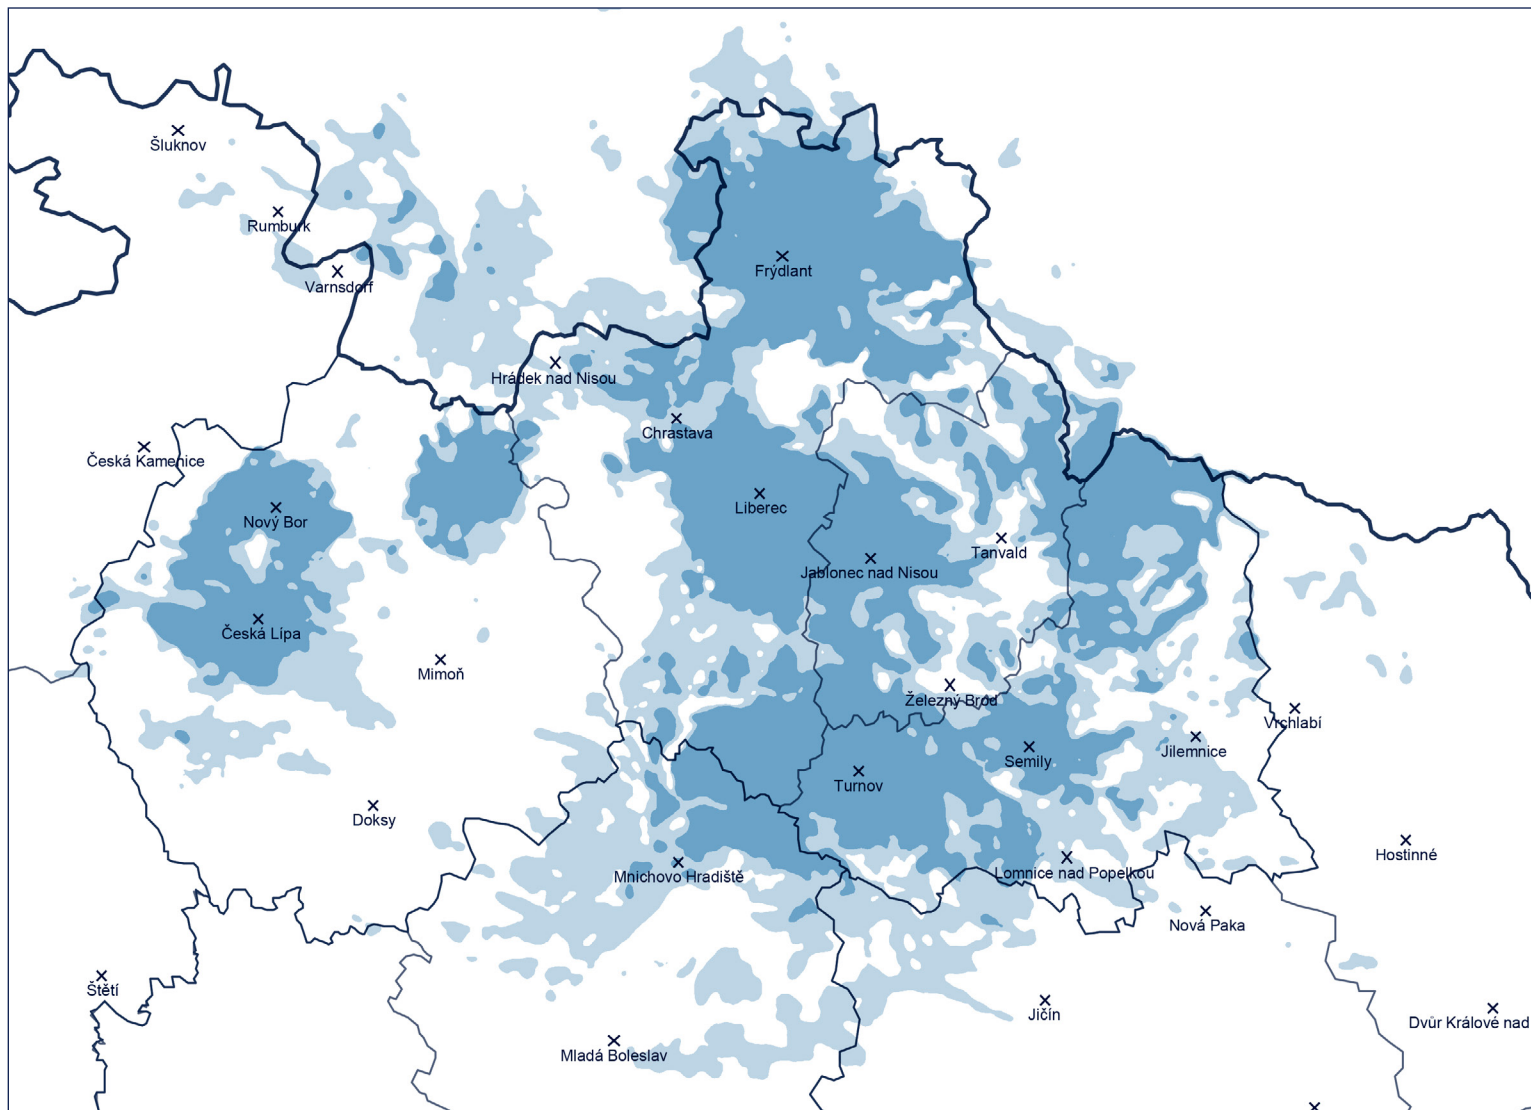 Šluknov
Rumburk
Frýdlant
Varnsdorf
Hrádek nad Nisou
Chrastava
Česká Kamenice
Liberec
Nový Bor
Tanvald
Jablonec nad Nisou
Česká Lípa
Mimoň
Železný Brod
Vrchlabí
Jilemnice
Semily
Turnov
Doksy
Hostinné
Lomnice nad Popelkou
Mnichovo Hradiště
Nová Paka
Štětí
Jičín
Dvůr Králové nad
Mladá Boleslav